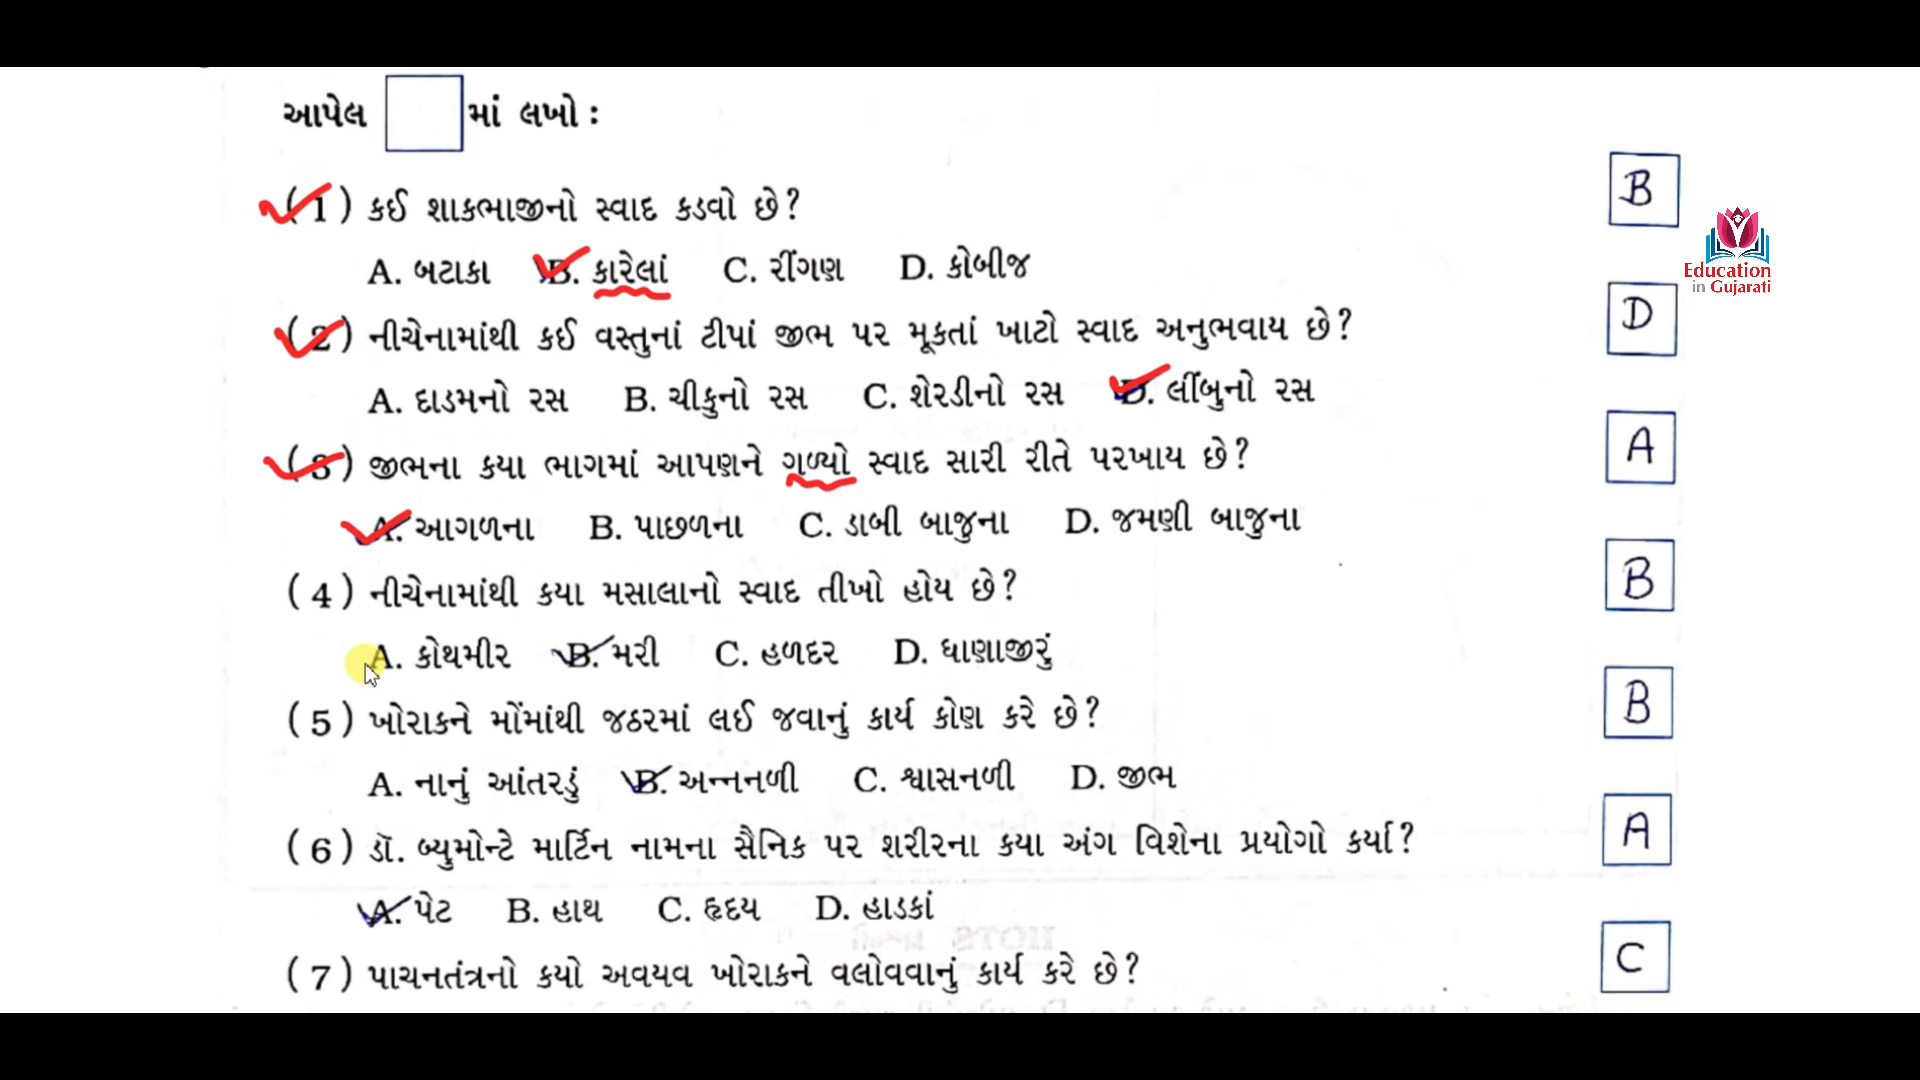 આપેલ માં લખો :
(1) કઈ શાકભાજીનો સ્વાદ કડવો છે? B
A. બટાકા B. કારેલાં C. રીંગણ D. કોબીજ
Education
in Gujarati
(2) નીચેનામાંથી કઈ વસ્તુનાં ટીપાં જીભ પર મૂકતાં ખાટો સ્વાદ અનુભવાય છે? D
A. દાડમનો રસ B. ચીકુનો રસ C. શેરડીનો રસ D. લીંબુનો રસ
(3) જીભના કયા ભાગમાં આપણને ગળ્યો સ્વાદ સારી રીતે પરખાય છે? A
A. આગળના B. પાછળના C. ડાબી બાજુના D. જમણી બાજુના
(4) નીચેનામાંથી કયા મસાલાનો સ્વાદ તીખો હોય છે? B
A. કોથમીર B. મરી C. હળદર D. ધાણાજીરું
(5) ખોરાકને મોંમાંથી જઠરમાં લઈ જવાનું કાર્ય કોણ કરે છે? B
A. નાનું આંતરડું B. અન્નનળી C. શ્વાસનળી D. જીભ
(6) ડૉ. બ્યુમોન્ટે માર્ટિન નામના સૈનિક પર શરીરના કયા અંગ વિશેના પ્રયોગો કર્યા? A
A. પેટ B. હાથ C. હૃદય D. હાડકાં
(7) પાચનતંત્રનો કયો અવયવ ખોરાકને વલોવવાનું કાર્ય કરે છે? C